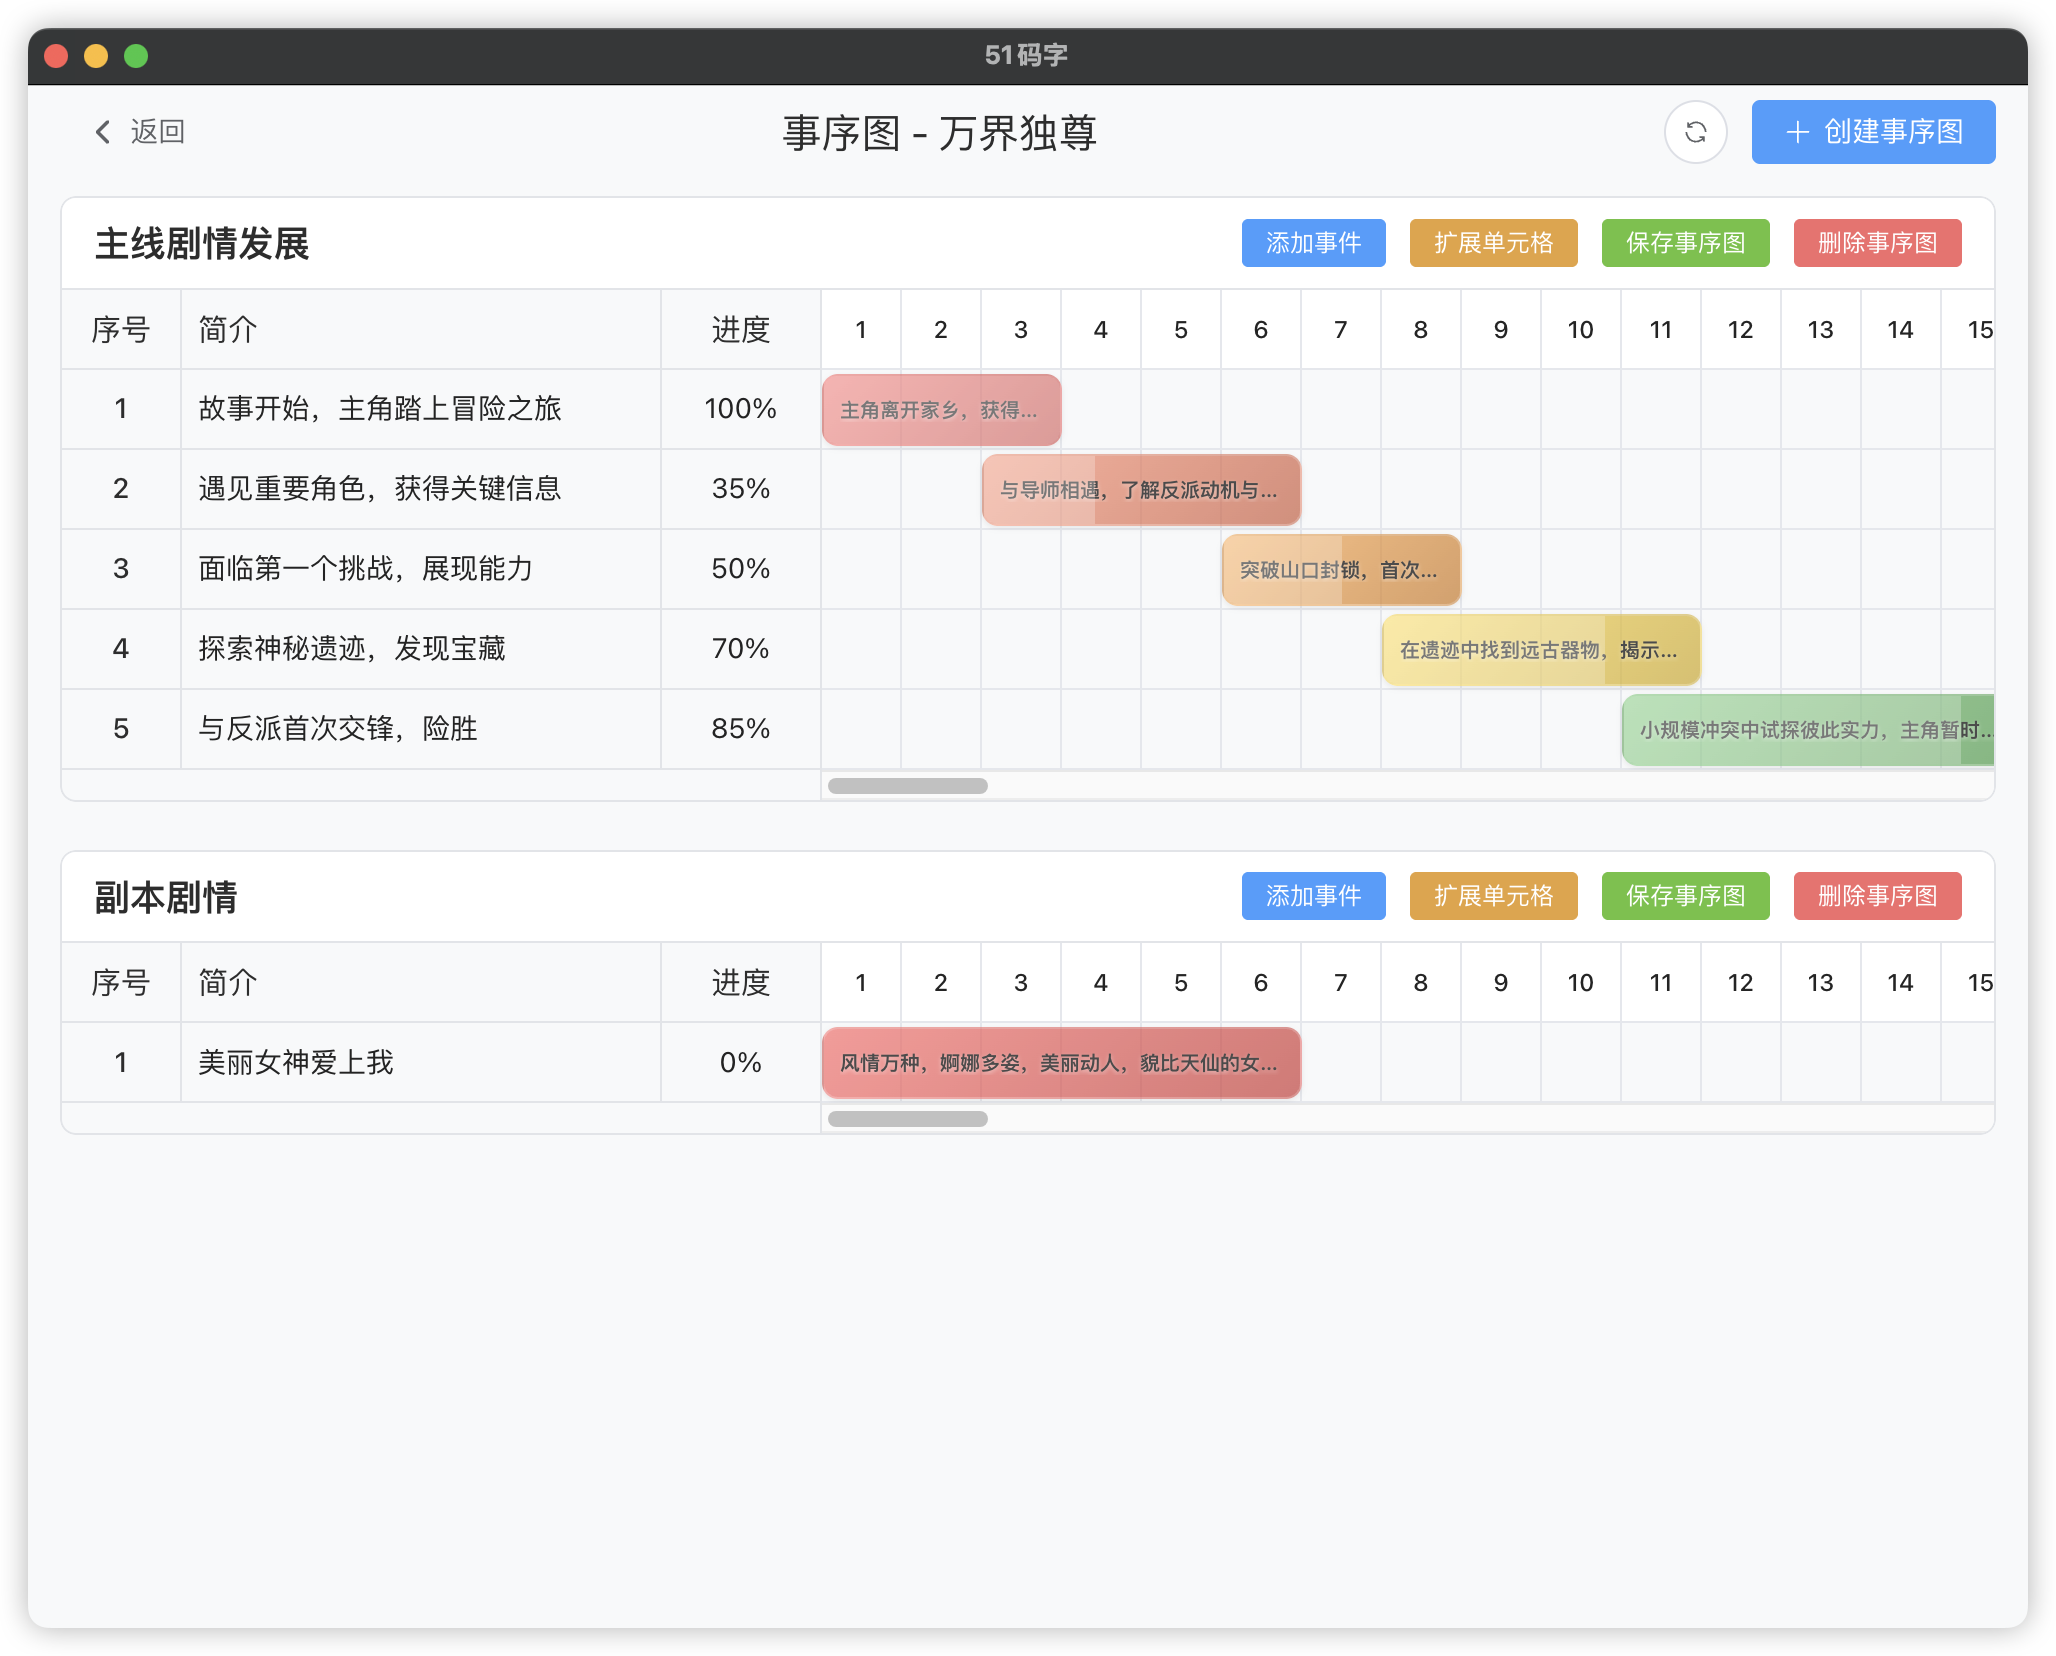 51码字
返回
事序图 - 万界独尊
创建事序图
主线剧情发展
添加事件 扩展单元格 保存事序图 删除事序图
序号 简介 进度 1 2 3 4 5 6 7 8 9 10 11 12 13 14 15
1 故事开始，主角踏上冒险之旅 100% 主角离开家乡，获得...
2 遇见重要角色，获得关键信息 35% 与导师相遇，了解反派动机与...
3 面临第一个挑战，展现能力 50% 突破山口封锁，首次...
4 探索神秘遗迹，发现宝藏 70% 在遗迹中找到远古器物，揭示...
5 与反派首次交锋，险胜 85% 小规模冲突中试探彼此实力，主角暂时...
副本剧情
添加事件 扩展单元格 保存事序图 删除事序图
序号 简介 进度 1 2 3 4 5 6 7 8 9 10 11 12 13 14 15
1 美丽女神爱上我 0% 风情万种，婀娜多姿，美丽动人，貌比天仙的女...